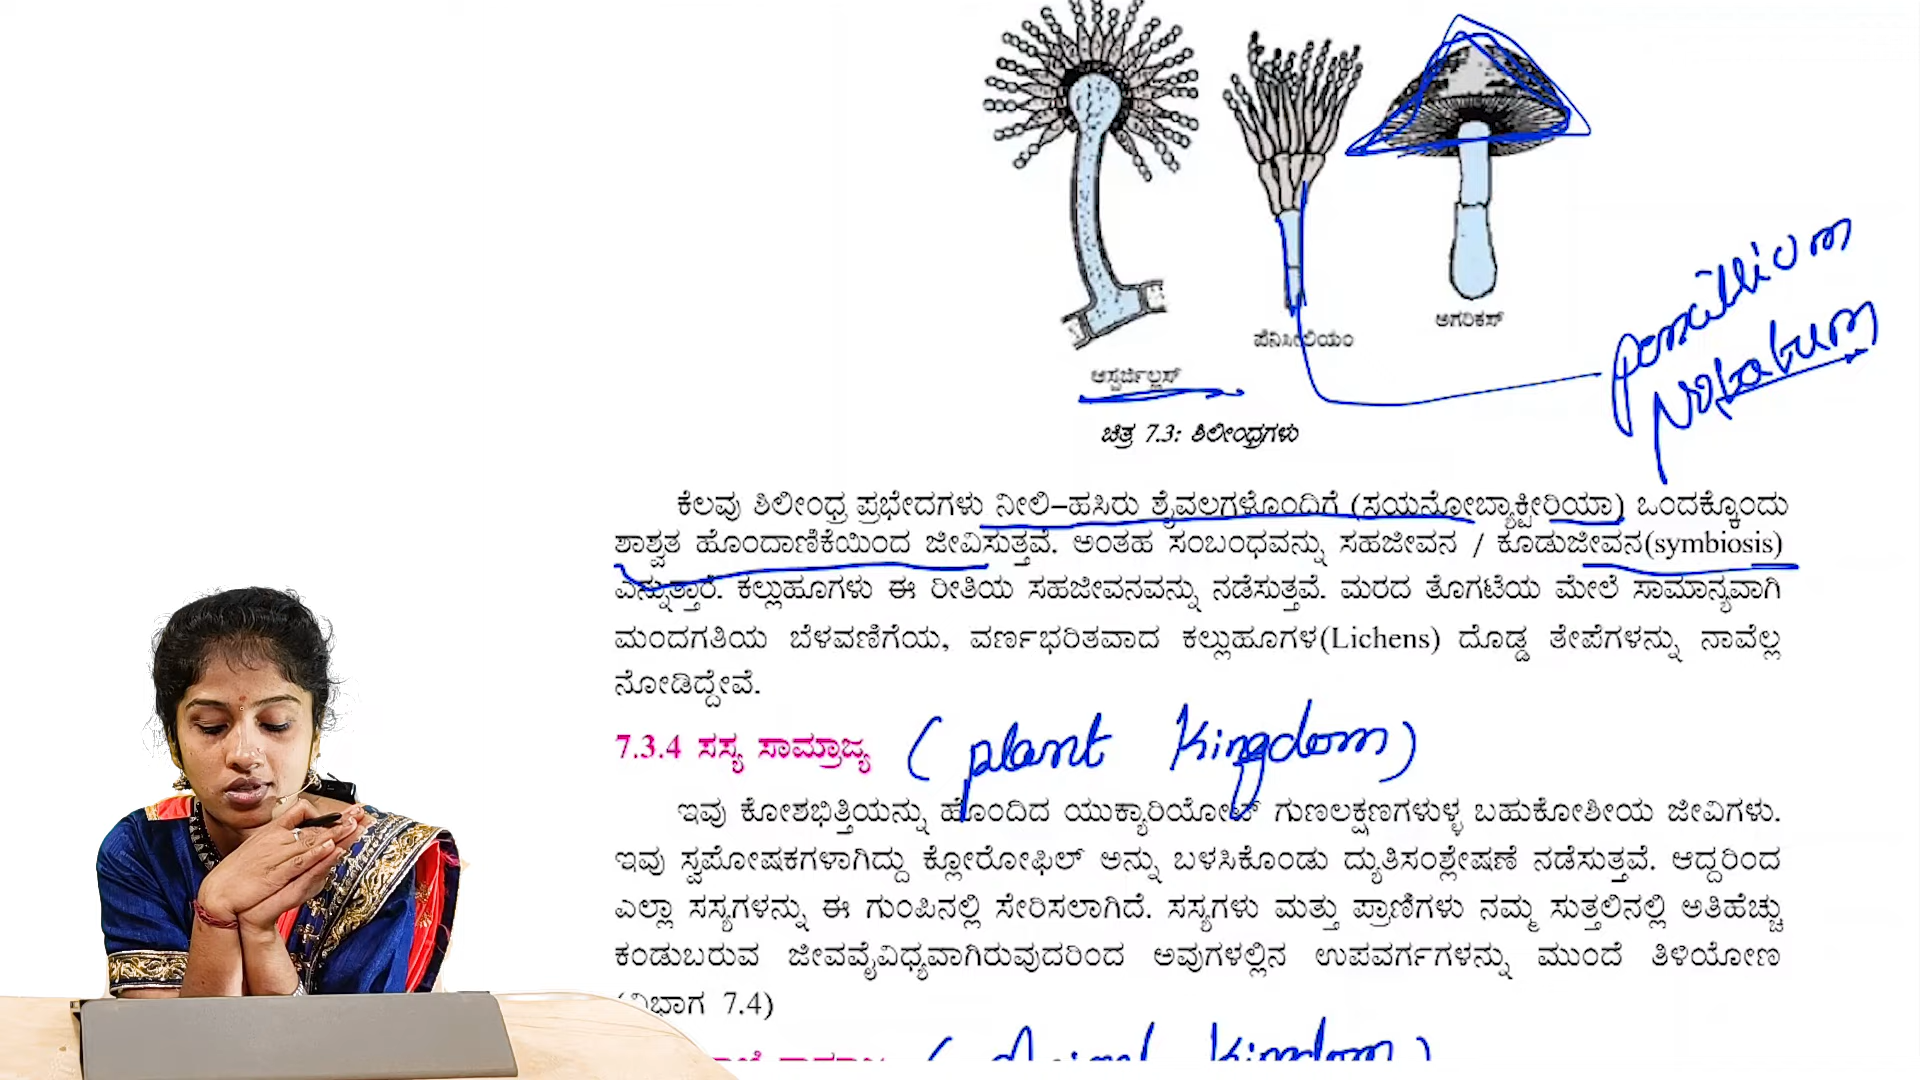 ಅಗರಿಕಸ್
ಪೆನಿಸೀಲಿಯಂ
ಆಸ್ಪರ್ಜಿಲ್ಲಸ್
penicillium
Notatum
ಚಿತ್ರ 7.3: ಶಿಲೀಂಧ್ರಗಳು
ಕೆಲವು ಶಿಲೀಂಧ್ರ ಪ್ರಭೇದಗಳು ನೀಲಿ–ಹಸಿರು ಶೈವಲಗಳೊಂದಿಗೆ (ಸಯನೋಬ್ಯಾಕ್ಟೀರಿಯಾ) ಒಂದಕ್ಕೊಂದು
ಶಾಶ್ವತ ಹೊಂದಾಣಿಕೆಯಿಂದ ಜೀವಿಸುತ್ತವೆ. ಅಂತಹ ಸಂಬಂಧವನ್ನು ಸಹಜೀವನ / ಕೂಡುಜೀವನ(symbiosis)
ಎನ್ನುತ್ತಾರೆ. ಕಲ್ಲುಹೂಗಳು ಈ ರೀತಿಯ ಸಹಜೀವನವನ್ನು ನಡೆಸುತ್ತವೆ. ಮರದ ತೊಗಟೆಯ ಮೇಲೆ ಸಾಮಾನ್ಯವಾಗಿ
ಮಂದಗತಿಯ ಬೆಳವಣಿಗೆಯ, ವರ್ಣಭರಿತವಾದ ಕಲ್ಲುಹೂಗಳ(Lichens) ದೊಡ್ಡ ತೇಪೆಗಳನ್ನು ನಾವೆಲ್ಲ
ನೋಡಿದ್ದೇವೆ.
7.3.4 ಸಸ್ಯ ಸಾಮ್ರಾಜ್ಯ (plant Kingdom)
ಇವು ಕೋಶಭಿತ್ತಿಯನ್ನು ಹೊಂದಿದ ಯುಕ್ಯಾರಿಯೋಟ್ ಗುಣಲಕ್ಷಣಗಳುಳ್ಳ ಬಹುಕೋಶೀಯ ಜೀವಿಗಳು.
ಇವು ಸ್ವಪೋಷಕಗಳಾಗಿದ್ದು ಕ್ಲೋರೋಫಿಲ್ ಅನ್ನು ಬಳಸಿಕೊಂಡು ದ್ಯುತಿಸಂಶ್ಲೇಷಣೆ ನಡೆಸುತ್ತವೆ. ಆದ್ದರಿಂದ
ಎಲ್ಲಾ ಸಸ್ಯಗಳನ್ನು ಈ ಗುಂಪಿನಲ್ಲಿ ಸೇರಿಸಲಾಗಿದೆ. ಸಸ್ಯಗಳು ಮತ್ತು ಪ್ರಾಣಿಗಳು ನಮ್ಮ ಸುತ್ತಲಿನಲ್ಲಿ ಅತಿಹೆಚ್ಚು
ಕಂಡುಬರುವ ಜೀವವೈವಿಧ್ಯವಾಗಿರುವುದರಿಂದ ಅವುಗಳಲ್ಲಿನ ಉಪವರ್ಗಗಳನ್ನು ಮುಂದೆ ತಿಳಿಯೋಣ
(ವಿಭಾಗ 7.4)